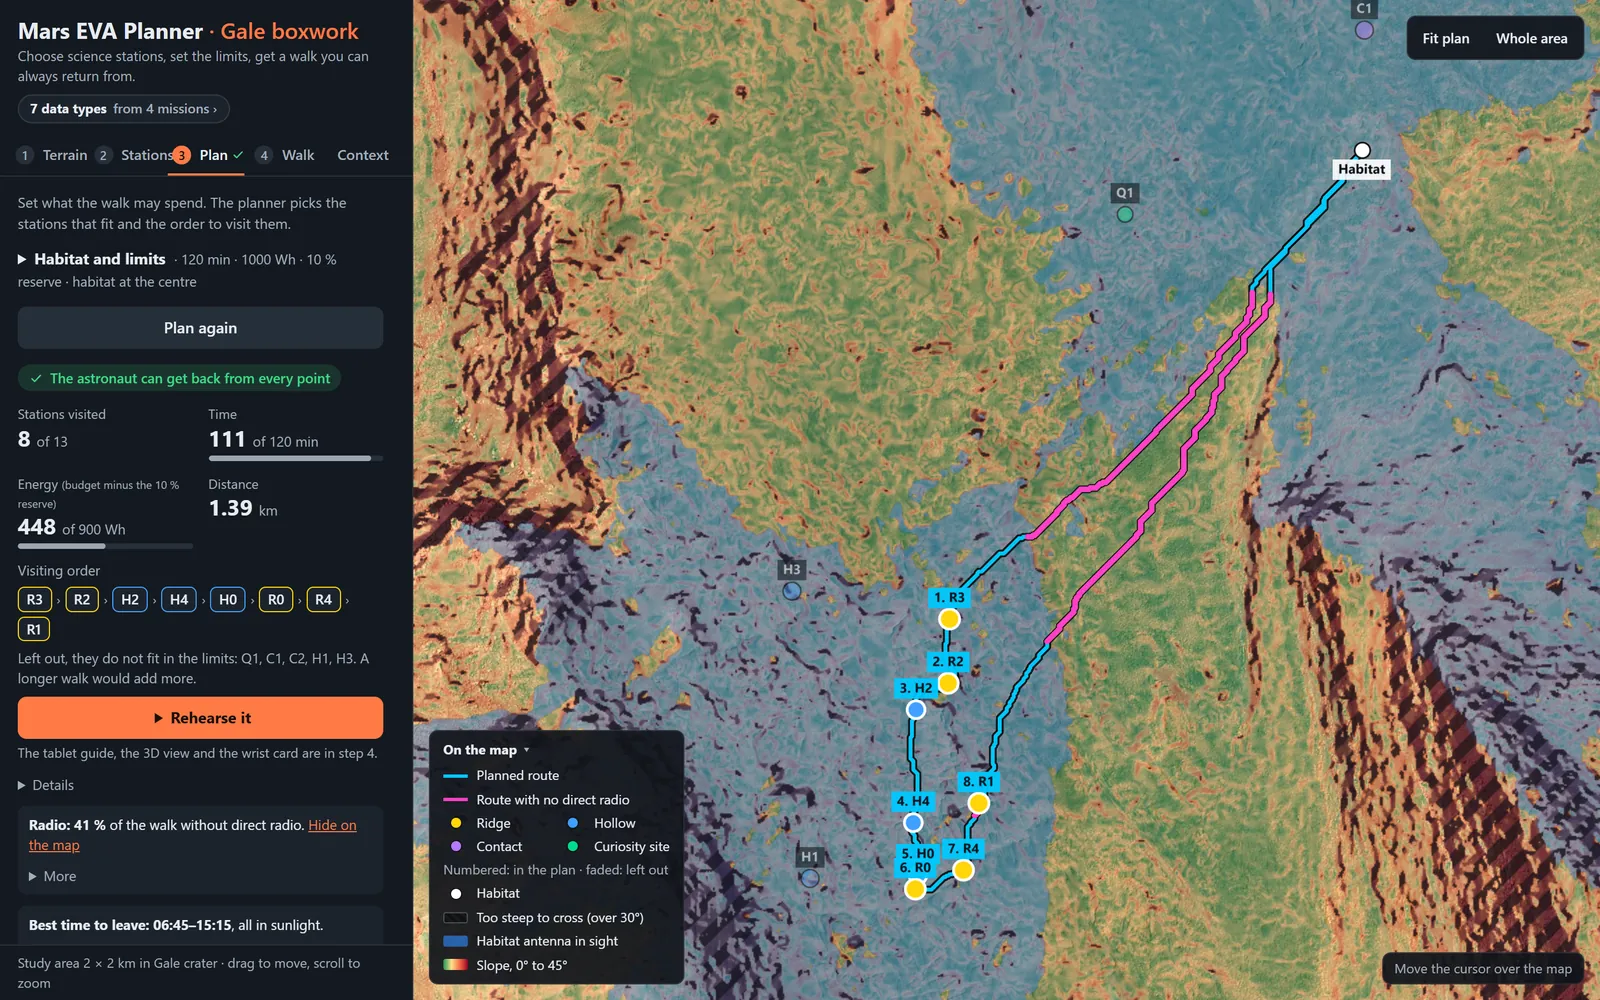 Mars EVA Planner · Gale boxwork
Choose science stations, set the limits, get a walk you can
always return from.
7 data types from 4 missions ›
1 Terrain 2 Stations 3 Plan ✓ 4 Walk Context
Set what the walk may spend. The planner picks the
stations that fit and the order to visit them.
▶ Habitat and limits · 120 min · 1000 Wh · 10 %
reserve · habitat at the centre
Plan again
✓ The astronaut can get back from every point
Stations visited
8 of 13
Time
111 of 120 min
Energy (budget minus the 10 %
reserve)
448 of 900 Wh
Distance
1.39 km
Visiting order
R3 › R2 › H2 › H4 › H0 › R0 › R4 ›
R1
Left out, they do not fit in the limits: Q1, C1, C2, H1, H3. A
longer walk would add more.
▶ Rehearse it
The tablet guide, the 3D view and the wrist card are in step 4.
▶ Details
Radio: 41 % of the walk without direct radio. Hide on
the map
▶ More
Best time to leave: 06:45–15:15, all in sunlight.
Study area 2 × 2 km in Gale crater · drag to move, scroll to
zoom
C1
Fit plan Whole area
Habitat
Q1
H3
1. R3
2. R2
3. H2
8. R1
4. H4
7. R4
5. H0
6. R0
H1
On the map ▾
Planned route
Route with no direct radio
Ridge Hollow
Contact Curiosity site
Numbered: in the plan · faded: left out
Habitat
Too steep to cross (over 30°)
Habitat antenna in sight
Slope, 0° to 45°
Move the cursor over the map